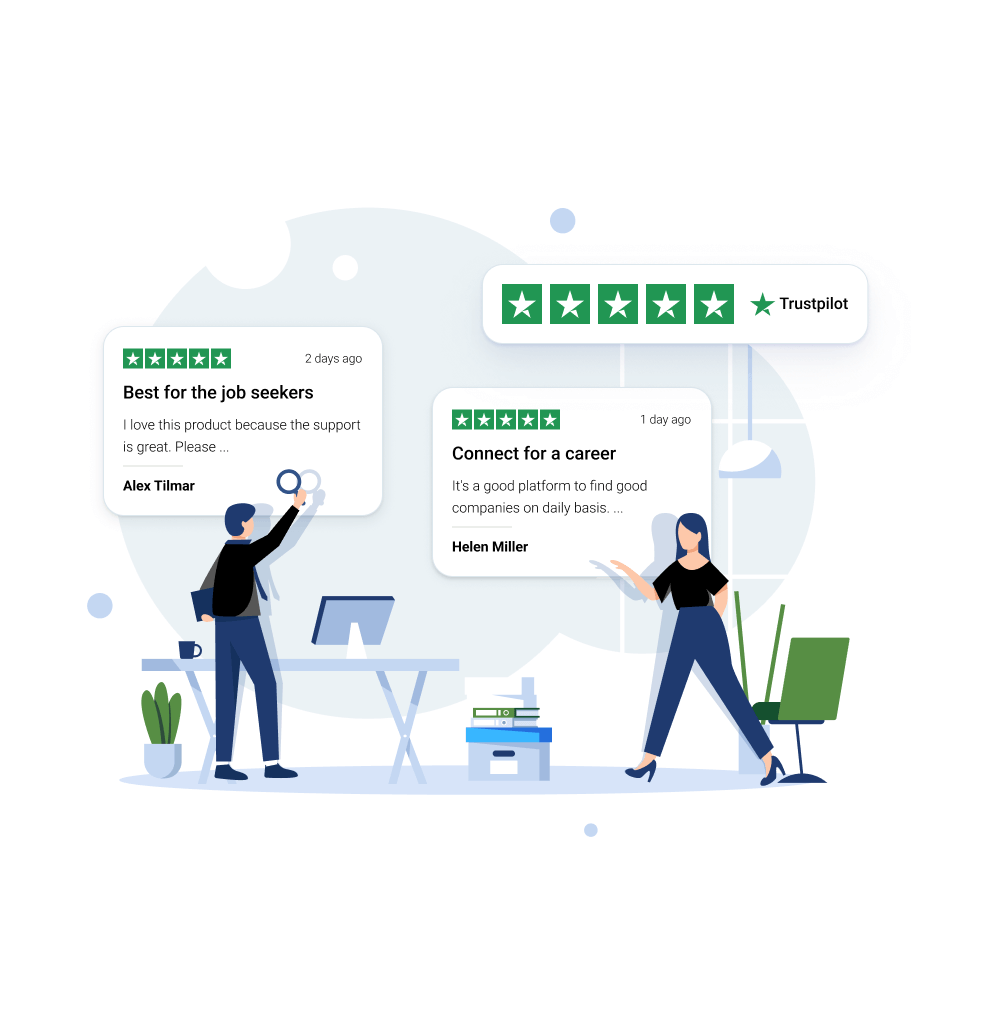 Trustpilot
2 days ago
Best for the job seekers
I love this product because the support
is great. Please ...
Alex Tilmar
1 day ago
Connect for a career
It's a good platform to find good
companies on daily basis. ...
Helen Miller